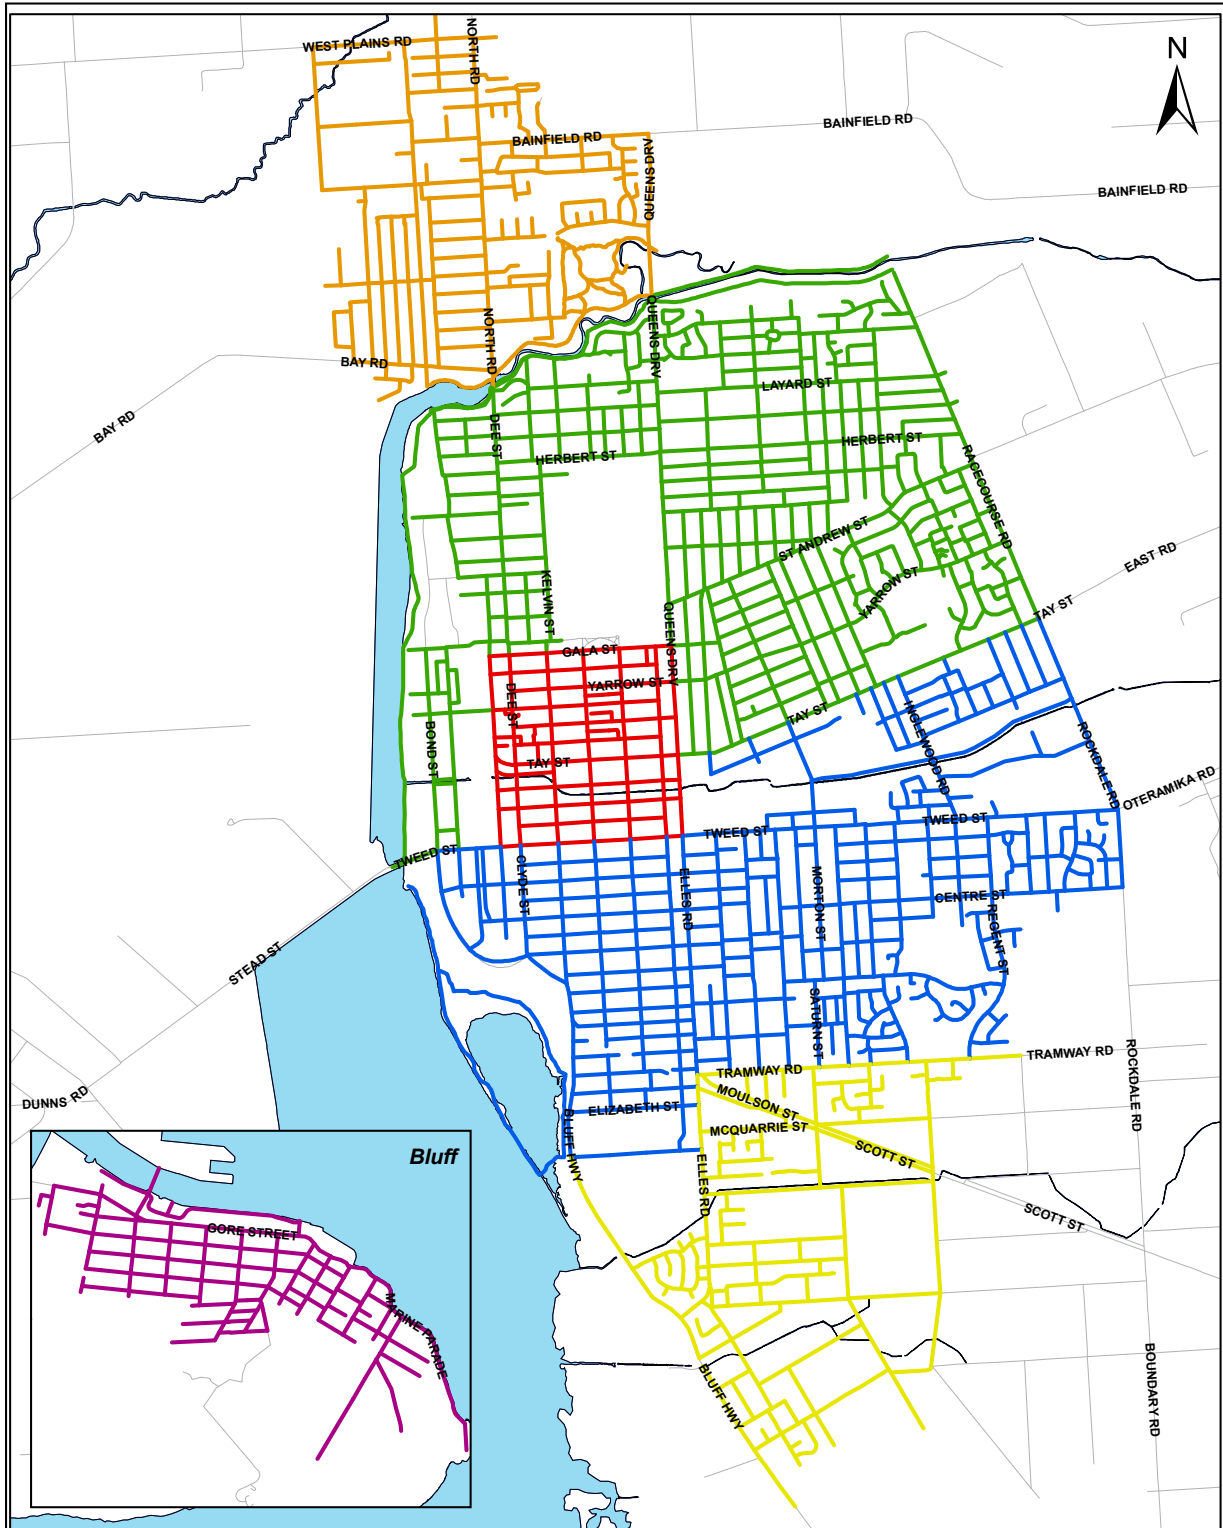 WEST PLAINS RD
NORTH RD
N
BAINFIELD RD
BAINFIELD RD
QUEENS DRV
BAINFIELD RD
NORTH RD
QUEENS DRV
BAY RD
LAYARD ST
BAY RD
DEE ST
HERBERT ST
HERBERT ST
RACECOURSE RD
ST ANDREW ST
EAST RD
KELVIN ST
YARROW ST
TAY ST
QUEENS DRV
GALA ST
YARROW ST
DEE ST
TAY ST
INGLEWOOD RD
BOND ST
TAY ST
ROCKDALE RD
OTERAMIKA RD
TWEED ST
TWEED ST
TWEED ST
CLYDE ST
ELLES RD
MORTON ST
CENTRE ST
REGENT ST
STEAD ST
SATURN ST
TRAMWAY RD
TRAMWAY RD
ROCKDALE RD
DUNNS RD
MOULSON ST
ELIZABETH ST
MCQUARRIE ST
BLUFF HWY
SCOTT ST
Bluff
ELLES RD
SCOTT ST
GORE STREET
MARINE PARADE
BLUFF HWY
BOUNDARY RD